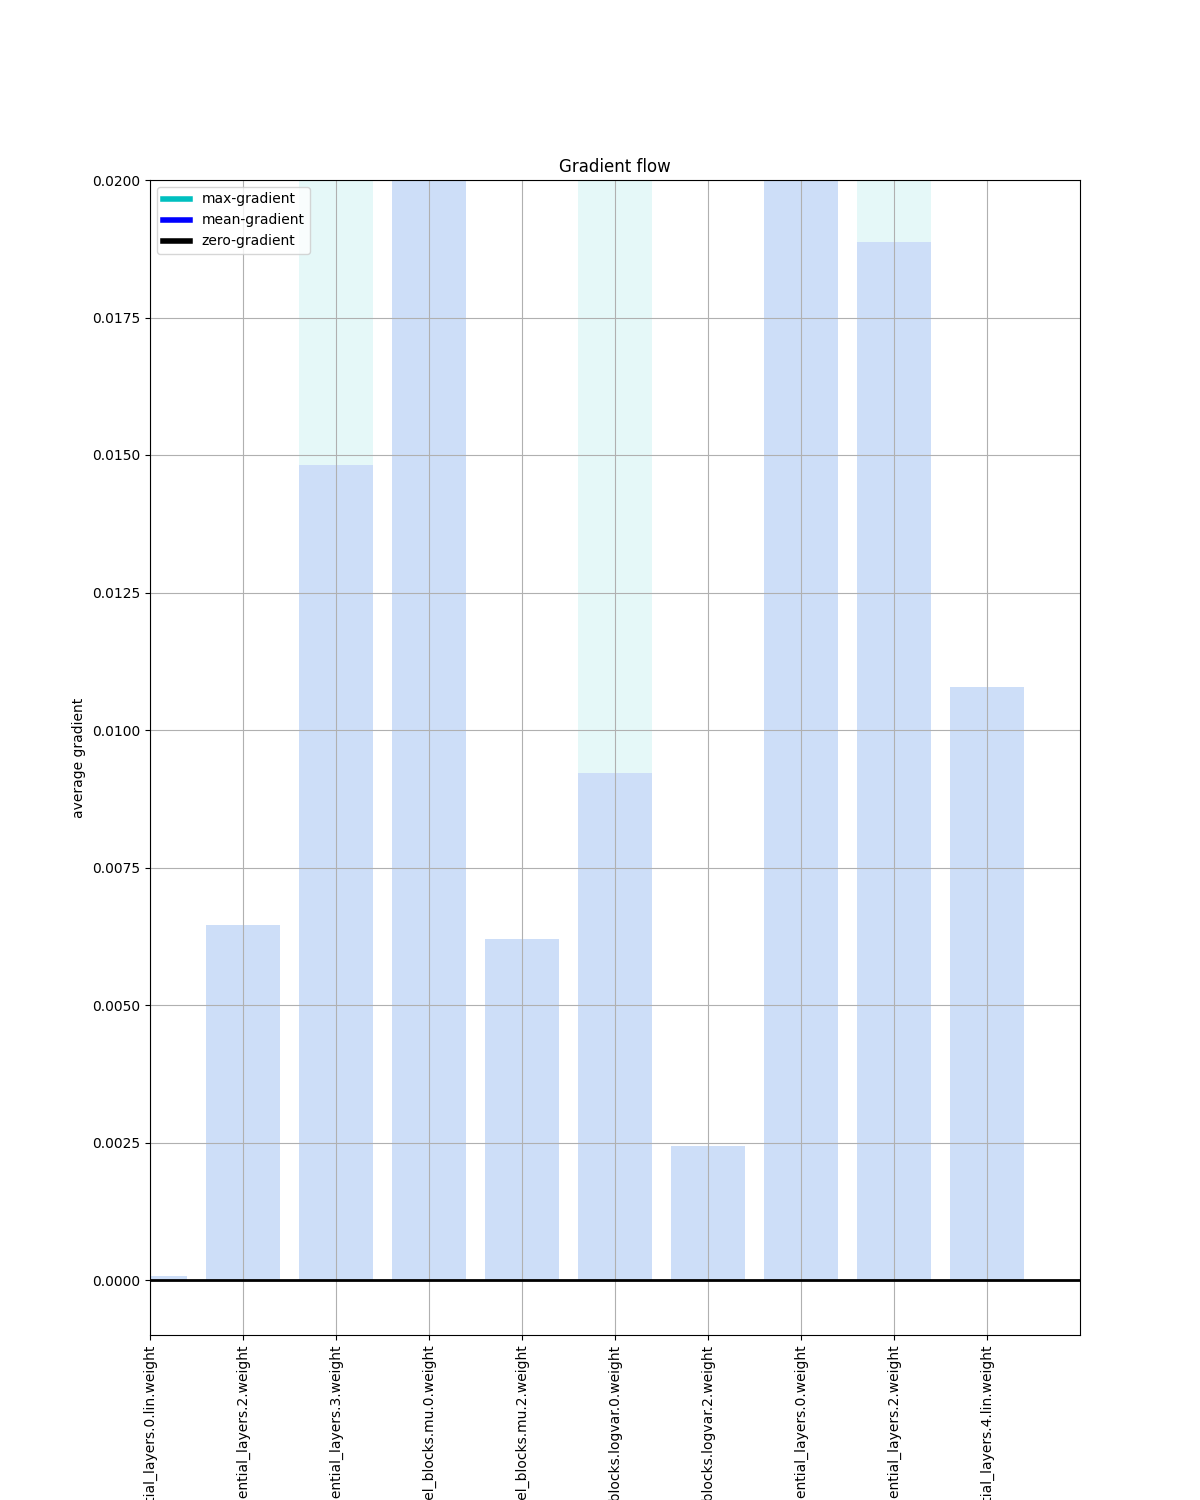 Gradient flow
max-gradient
mean-gradient
zero-gradient
0.0200
0.0175
0.0150
0.0125
0.0100
0.0075
0.0050
0.0025
0.0000
average gradient
tial_layers.0.lin.weight
ential_layers.2.weight
ential_layers.3.weight
el_blocks.mu.0.weight
el_blocks.mu.2.weight
blocks.logvar.0.weight
blocks.logvar.2.weight
ential_layers.0.weight
ential_layers.2.weight
tial_layers.4.lin.weight